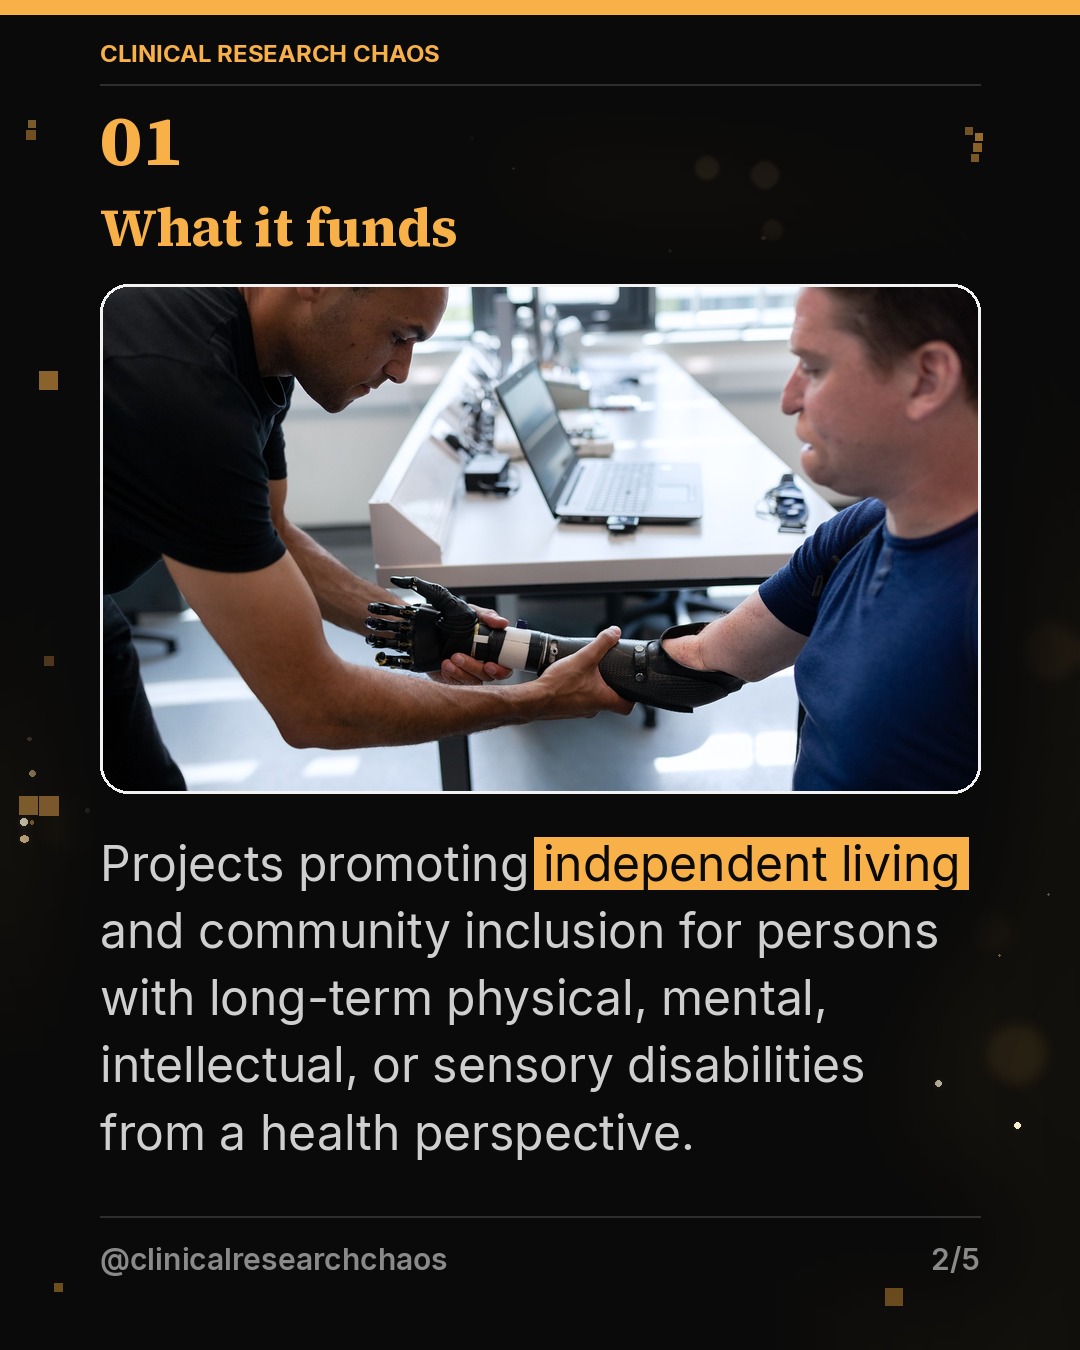 CLINICAL RESEARCH CHAOS
01
What it funds
Projects promoting independent living
and community inclusion for persons
with long-term physical, mental,
intellectual, or sensory disabilities
from a health perspective.
@clinicalresearchchaos
2/5